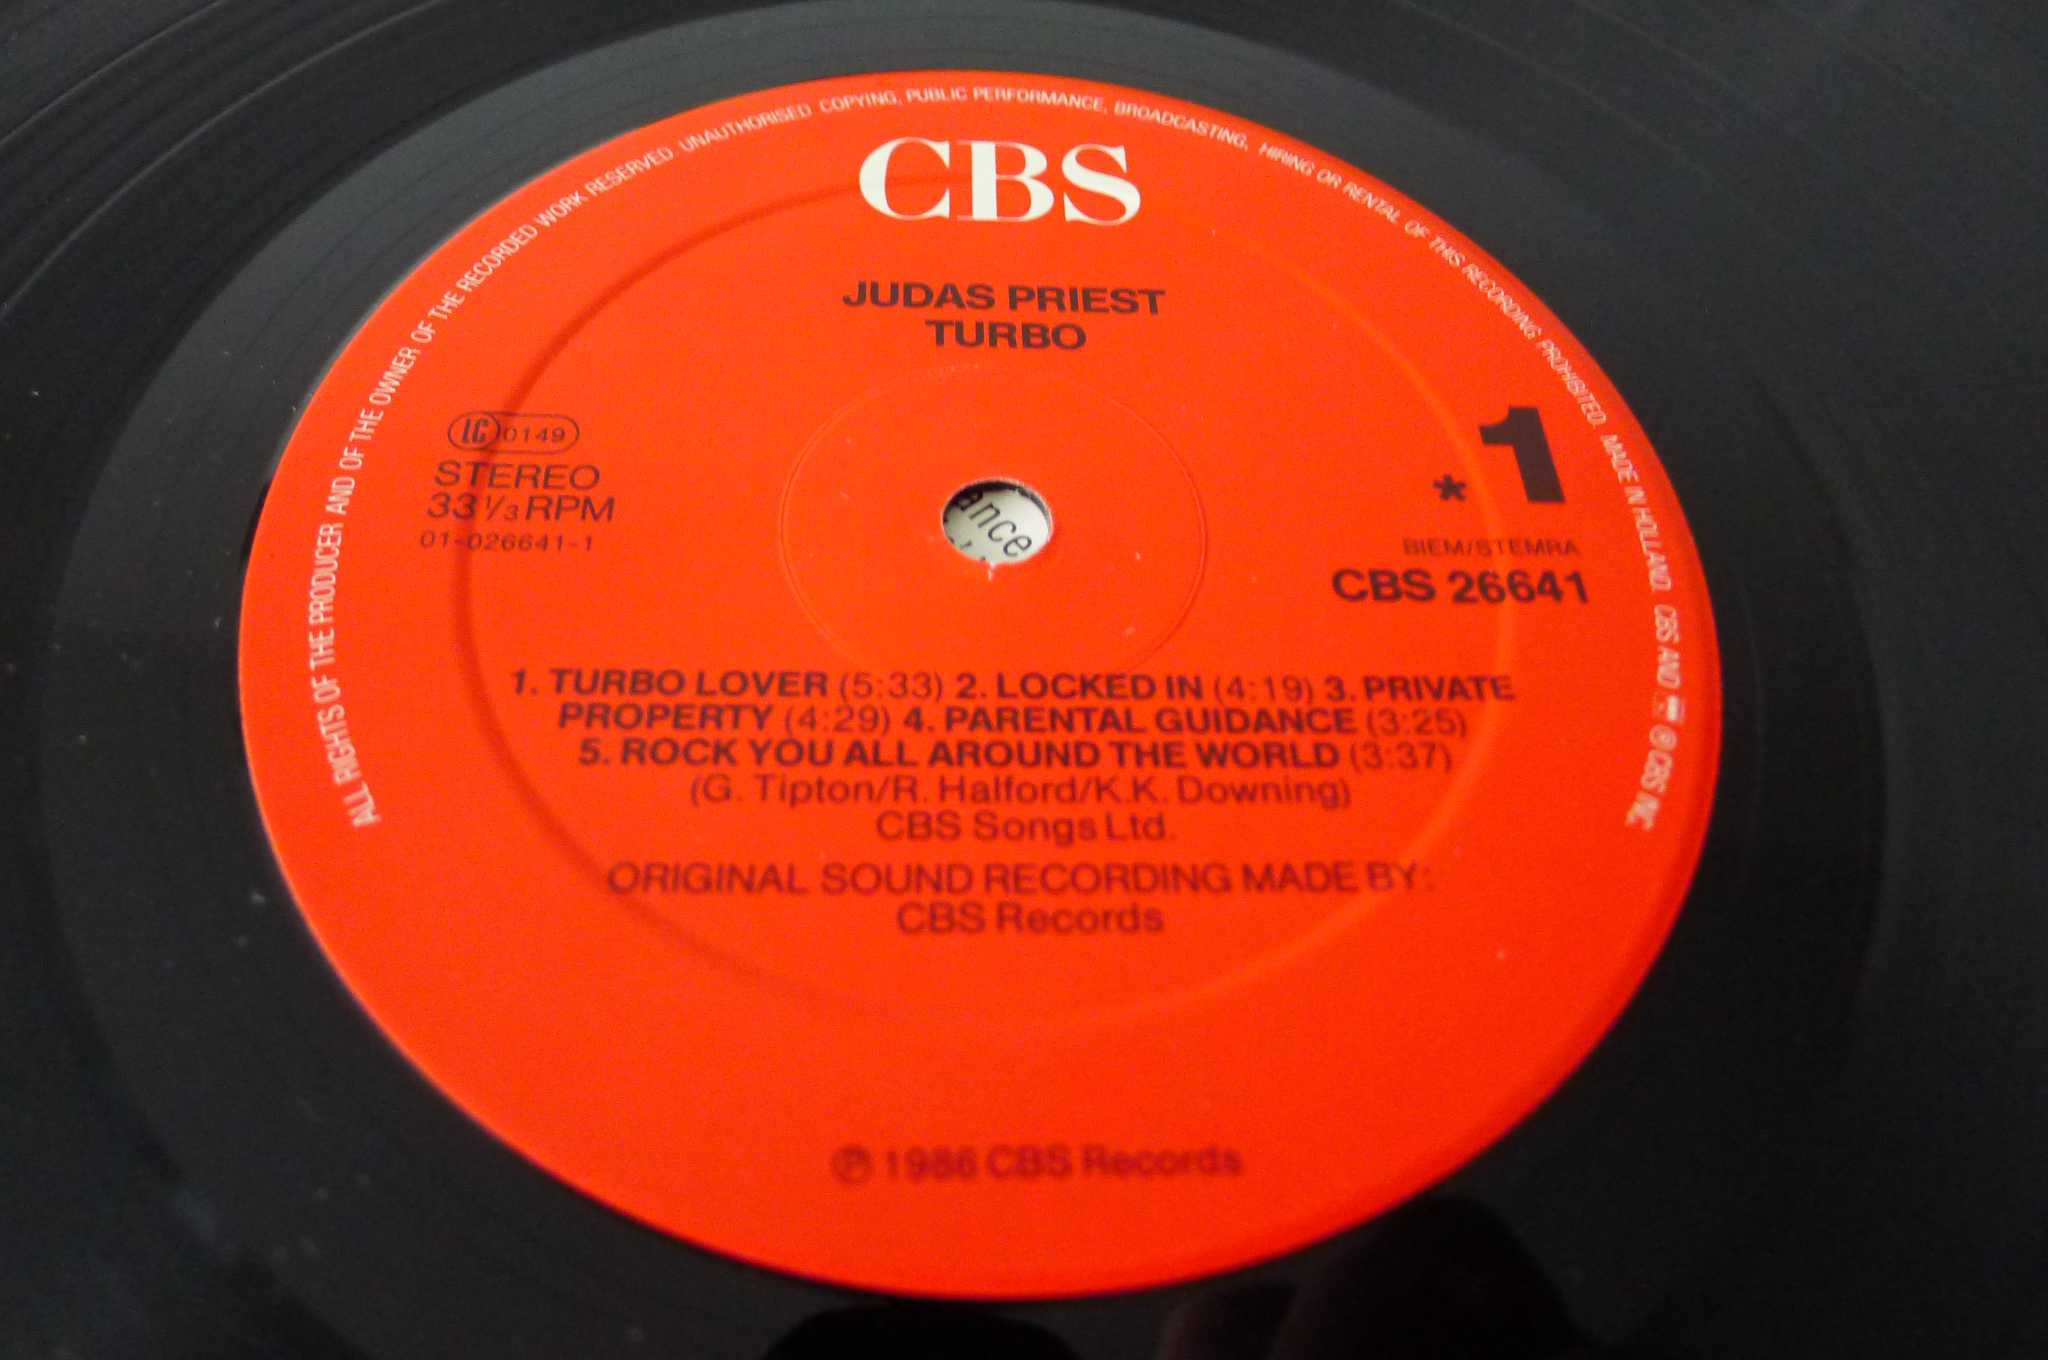 ALL RIGHTS OF THE PRODUCER AND OF THE OWNER OF THE RECORDED WORK RESERVED UNAUTHORISED COPYING, PUBLIC PERFORMANCE, BROADCASTING, HIRING OR RENTAL OF THIS RECORDING PROHIBITED. MADE IN HOLLAND. CBS AND ® CBS INC.
CBS
JUDAS PRIEST
TURBO
LC 0149
STEREO
33 1/3 RPM
01-026641-1
* 1
BIEM/STEMRA
CBS 26641
ance
1. TURBO LOVER (5:33) 2. LOCKED IN (4:19) 3. PRIVATE
PROPERTY (4:29) 4. PARENTAL GUIDANCE (3:25)
5. ROCK YOU ALL AROUND THE WORLD (3:37)
(G. Tipton/R. Halford/K.K. Downing)
CBS Songs Ltd.
ORIGINAL SOUND RECORDING MADE BY:
CBS Records
℗ 1986 CBS Records